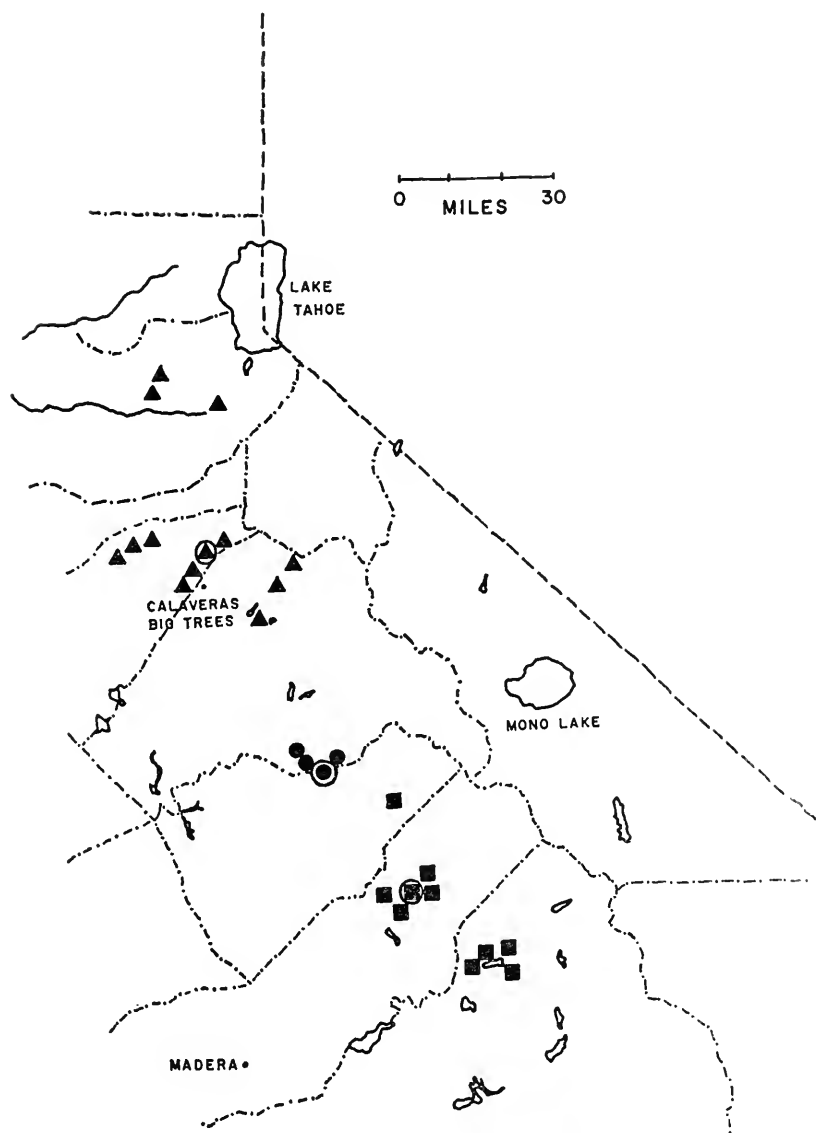 0 30
MILES
LAKE
TAHOE
CALAVERAS
BIG TREES
MONO LAKE
MADERA